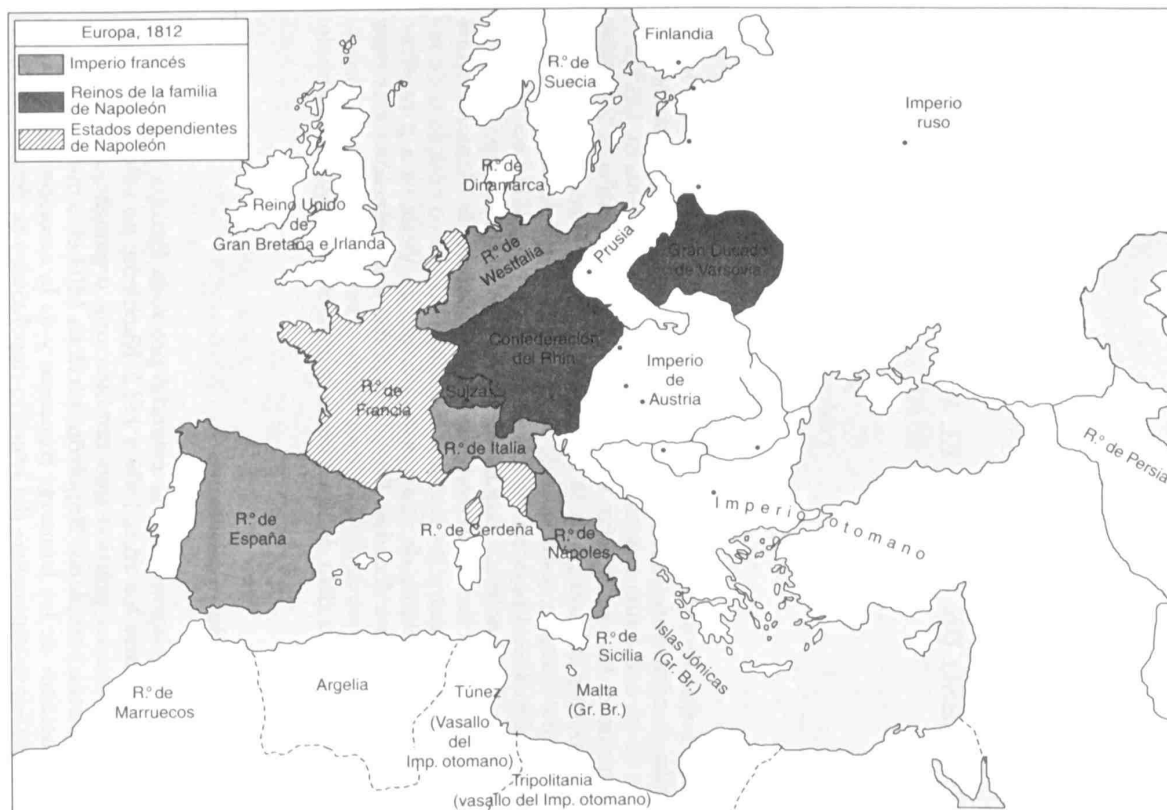 Europa, 1812
Imperio francés
Reinos de la familia
de Napoleón
Estados dependientes
de Napoleón
Finlandia
R.º de
Suecia
Imperio
ruso
R.º de
Dinamarca
Reino Unido
de
Gran Bretaña e Irlanda
R.º de
Westfalia
Prusia
Gran Ducado
de Varsovia
Confederación
del Rhin
Imperio
de
Austria
Suiza
R.º de
Francia
R.º de Italia
R.º de Persia
Imperio otomano
R.º de
España
R.º de Cerdeña
R.º de
Nápoles
R.º de
Sicilia
Islas Jónicas
(Gr. Br.)
Malta
(Gr. Br.)
R.º de
Marruecos
Argelia
Túnez
(Vasallo
del
Imp. otomano)
Tripolitania
(vasallo del Imp. otomano)